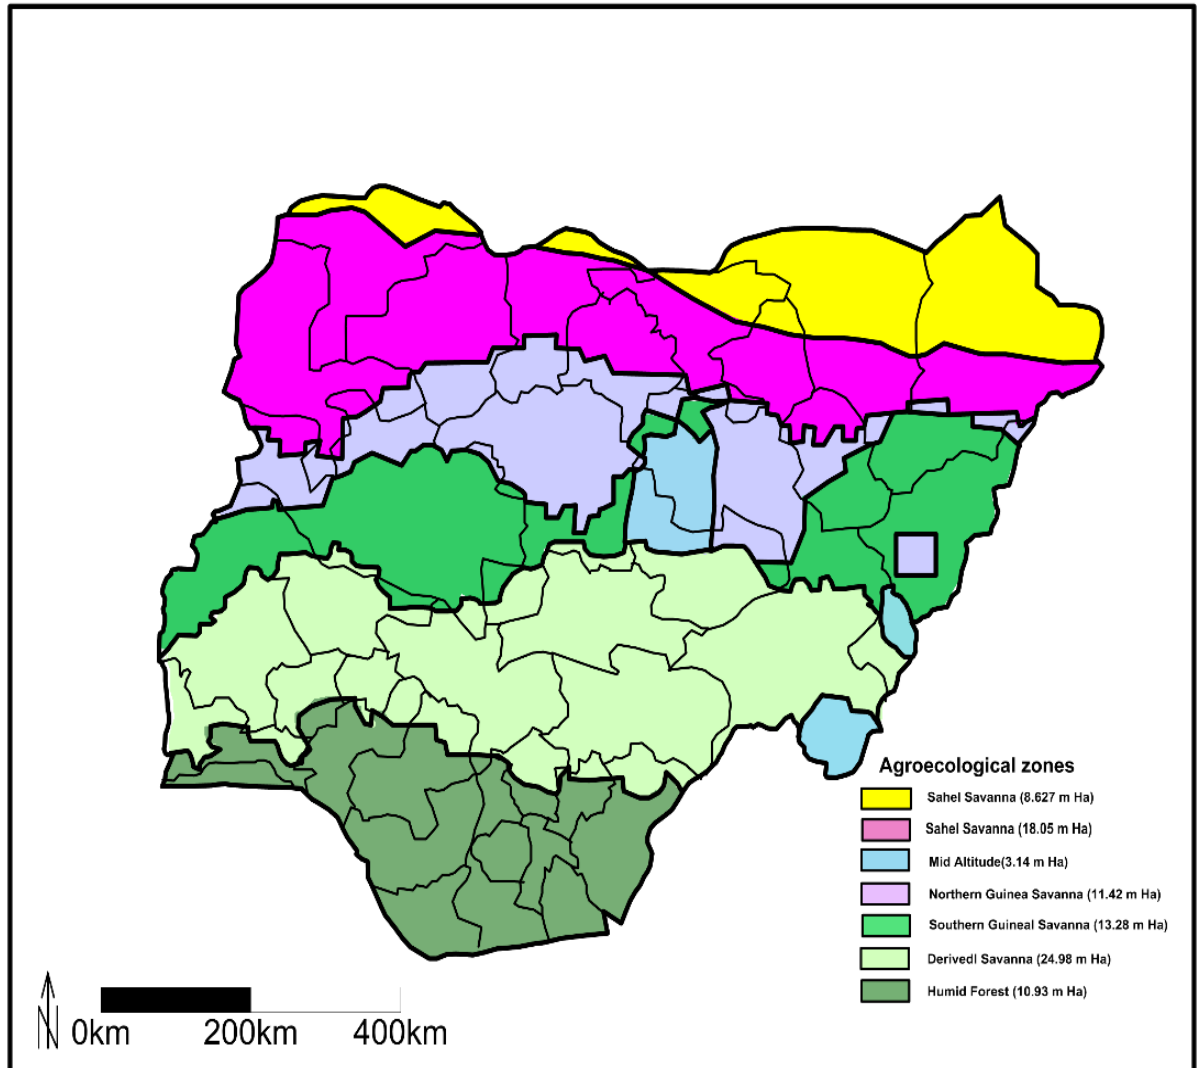 Agroecological zones
Sahel Savanna (8.627 m Ha)
Sahel Savanna (18.05 m Ha)
Mid Altitude(3.14 m Ha)
Northern Guinea Savanna (11.42 m Ha)
Southern Guineal Savanna (13.28 m Ha)
Derivedl Savanna (24.98 m Ha)
Humid Forest (10.93 m Ha)
N
0km 200km 400km